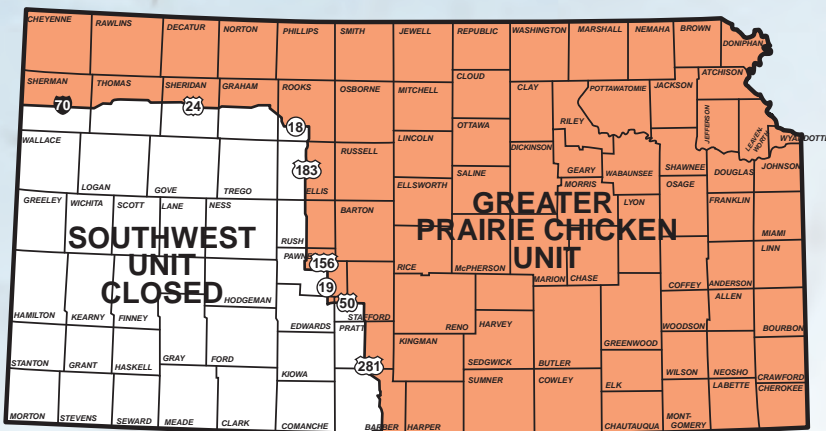 CHEYENNE
RAWLINS
DECATUR
NORTON
PHILLIPS
SMITH
JEWELL
REPUBLIC
WASHINGTON
MARSHALL
NEMAHA
BROWN
DONIPHAN
SHERMAN
THOMAS
SHERIDAN
GRAHAM
ROOKS
OSBORNE
MITCHELL
CLOUD
CLAY
RILEY
POTTAWATOMIE
JACKSON
ATCHISON
JEFFERSON
LEAVEN-
WORTH
WYANDOTTE
70
24
18
183
WALLACE
LOGAN
GOVE
TREGO
ELLIS
RUSSELL
LINCOLN
OTTAWA
SALINE
DICKINSON
GEARY
MORRIS
WABAUNSEE
SHAWNEE
OSAGE
DOUGLAS
JOHNSON
GREELEY
WICHITA
SCOTT
LANE
NESS
RUSH
BARTON
ELLSWORTH
LYON
FRANKLIN
MIAMI
LINN
SOUTHWEST
UNIT
CLOSED
GREATER
PRAIRIE CHICKEN
UNIT
PAWNE
156
19
50
281
RICE
McPHERSON
MARION
CHASE
COFFEY
ANDERSON
ALLEN
HAMILTON
KEARNY
FINNEY
HODGEMAN
EDWARDS
STAFFORD
PRATT
RENO
HARVEY
KINGMAN
SEDGWICK
BUTLER
GREENWOOD
WOODSON
BOURBON
STANTON
GRANT
HASKELL
GRAY
FORD
KIOWA
SUMNER
COWLEY
ELK
WILSON
NEOSHO
LABETTE
CRAWFORD
CHEROKEE
MORTON
STEVENS
SEWARD
MEADE
CLARK
COMANCHE
BARBER
HARPER
CHAUTAUQUA
MONT-
GOMERY